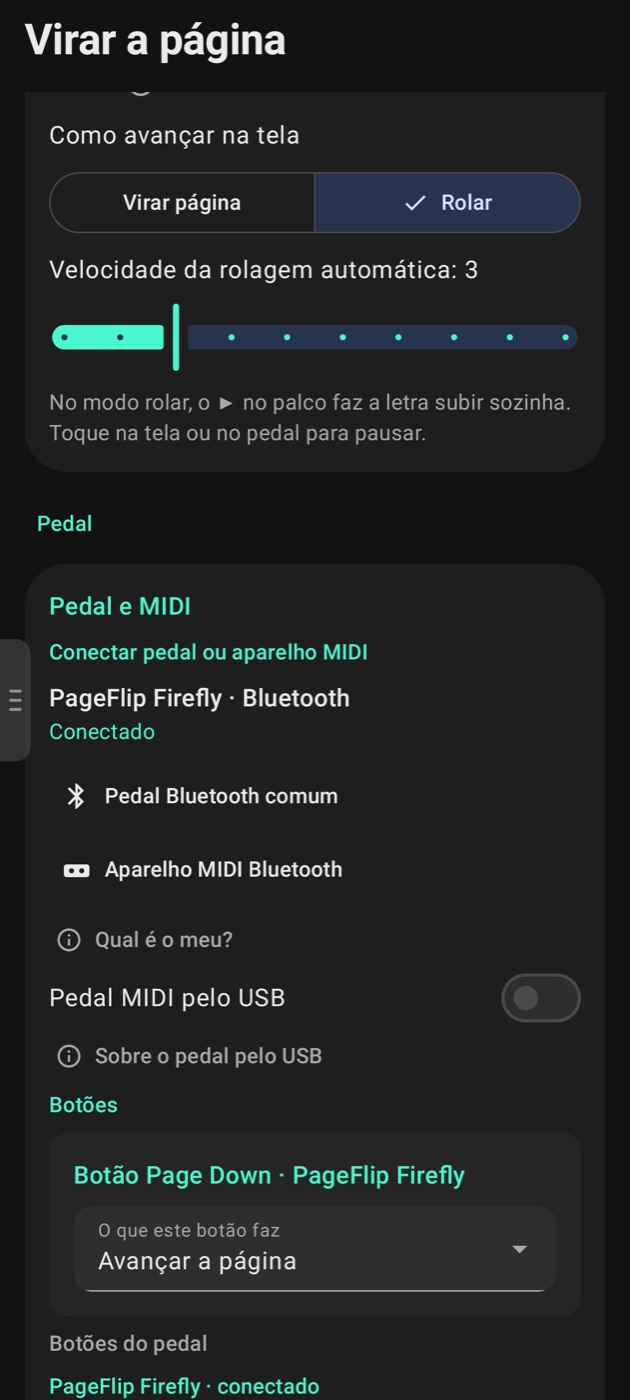 Virar a página
Como avançar na tela
Virar página
Rolar
Velocidade da rolagem automática: 3
No modo rolar, o ► no palco faz a letra subir sozinha.
Toque na tela ou no pedal para pausar.
Pedal
Pedal e MIDI
Conectar pedal ou aparelho MIDI
PageFlip Firefly · Bluetooth
Conectado
Pedal Bluetooth comum
Aparelho MIDI Bluetooth
Qual é o meu?
Pedal MIDI pelo USB
Sobre o pedal pelo USB
Botões
Botão Page Down · PageFlip Firefly
O que este botão faz
Avançar a página
Botões do pedal
PageFlip Firefly · conectado